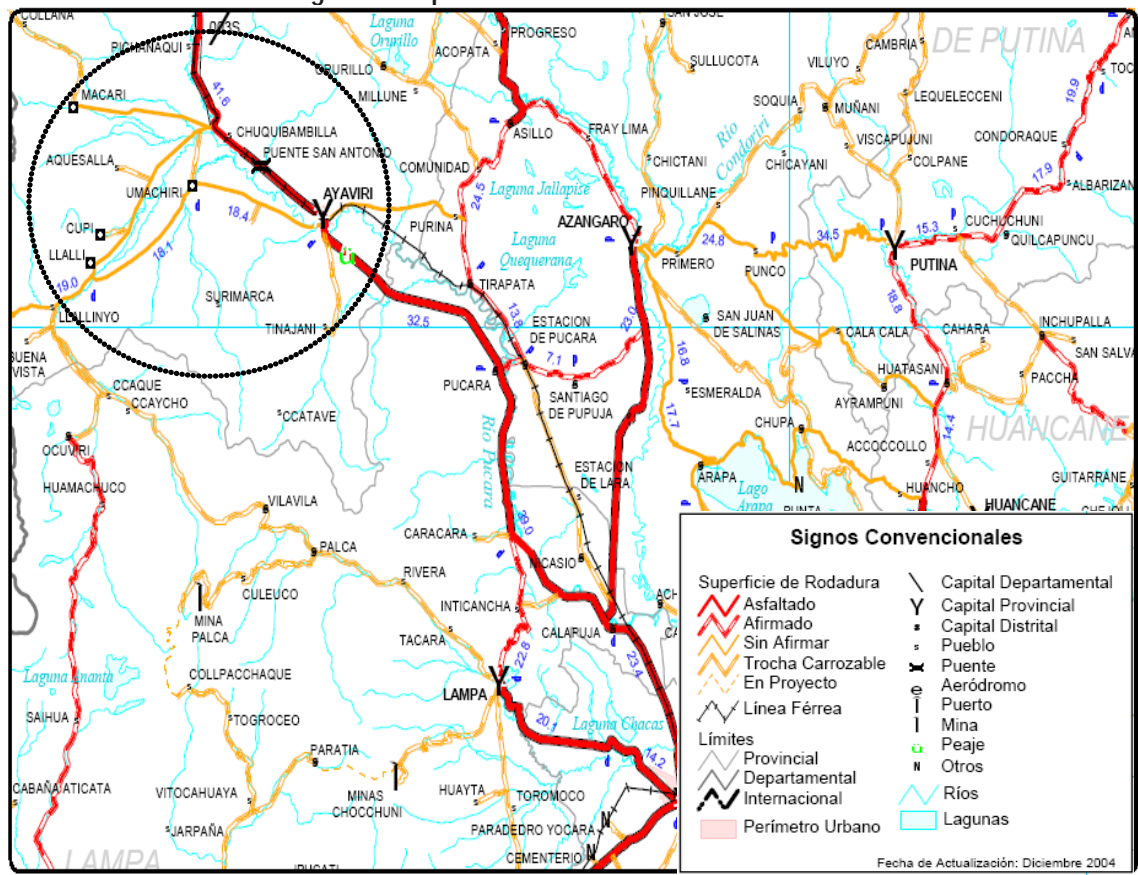 COLLANA
003S
PICHANAQUI
Laguna
Orurillo
ORURILLO
ACOPATA
PROGRESO
SAN JOSE
SULLUCOTA
CAMBRIA
DE PUTINA
VILUYO
MILLUNE
41.6
MACARI
CHUQUIBAMBILLA
PUENTE SAN ANTONIO
AQUESALLA
UMACHIRI
AYAVIRI
COMUNIDAD
ASILLO
FRAY LIMA
24.5
Laguna Jallapise
CHICTANI
PINQUILLANE
Río
Condoriri
SOQUIA
MUÑANI
LEQUELECCENI
VISCAPUJUNI
CHICAYANI
COLPANE
CONDORAQUE
19.9
17.9
ALBARIZAN
18.4
CUPI
LLALLI
18.1
19.0
LLALLINYO
SURIMARCA
TINAJANI
PURINA
Laguna
Quequerana
TIRAPATA
AZANGARO
PRIMERO
24.8
PUNCO
34.5
15.3
CUCHUCHUNI
QUILCAPUNCU
PUTINA
18.8
32.5
13.8
ESTACION
DE PUCARA
23.0
SAN JUAN
DE SALINAS
CALA CALA
CAHARA
INCHUPALLA
SAN SALVA
BUENA
VISTA
CCAQUE
CCAYCHO
CCATAVE
PUCARA
7.1
SANTIAGO
DE PUPUJA
16.8
ESMERALDA
17.7
HUATASANI
AYRAMPUNI
PACCHA
14.4
CHUPA
ACCOCCOLLO
HUANCANE
OCUVIRI
HUAMACHUCO
Río Pucara
ESTACION
DE LARA
ARAPA
Lago
Arapa
HUANCHO
GUITARRANE
HUANCANE
PUNTA
VILAVILA
PALCA
CARACARA
29.0
NICASIO
RIVERA
CULEUCO
MINA
PALCA
INTICANCHA
TACARA
CALAPUJA
22.8
23.4
COLLPACCHAQUE
LAMPA
Laguna Ananta
SAIHUA
TOGROCEO
20.1
Laguna Chacas
14.2
PARATIA
CABAÑA ATICATA
VITOCAHUAYA
MINAS
CHOCCHUNI
HUAYTA
TOROMOCO
JARPAÑA
PARADERO YOCARA
CEMENTERIO
LAMPA
Signos Convencionales
Superficie de Rodadura
Asfaltado
Afirmado
Sin Afirmar
Trocha Carrozable
En Proyecto
Línea Férrea
Límites
Provincial
Departamental
Internacional
Perímetro Urbano
Capital Departamental
Capital Provincial
Capital Distrital
Pueblo
Puente
Aeródromo
Puerto
Mina
Peaje
Otros
Ríos
Lagunas
Fecha de Actualización: Diciembre 2004